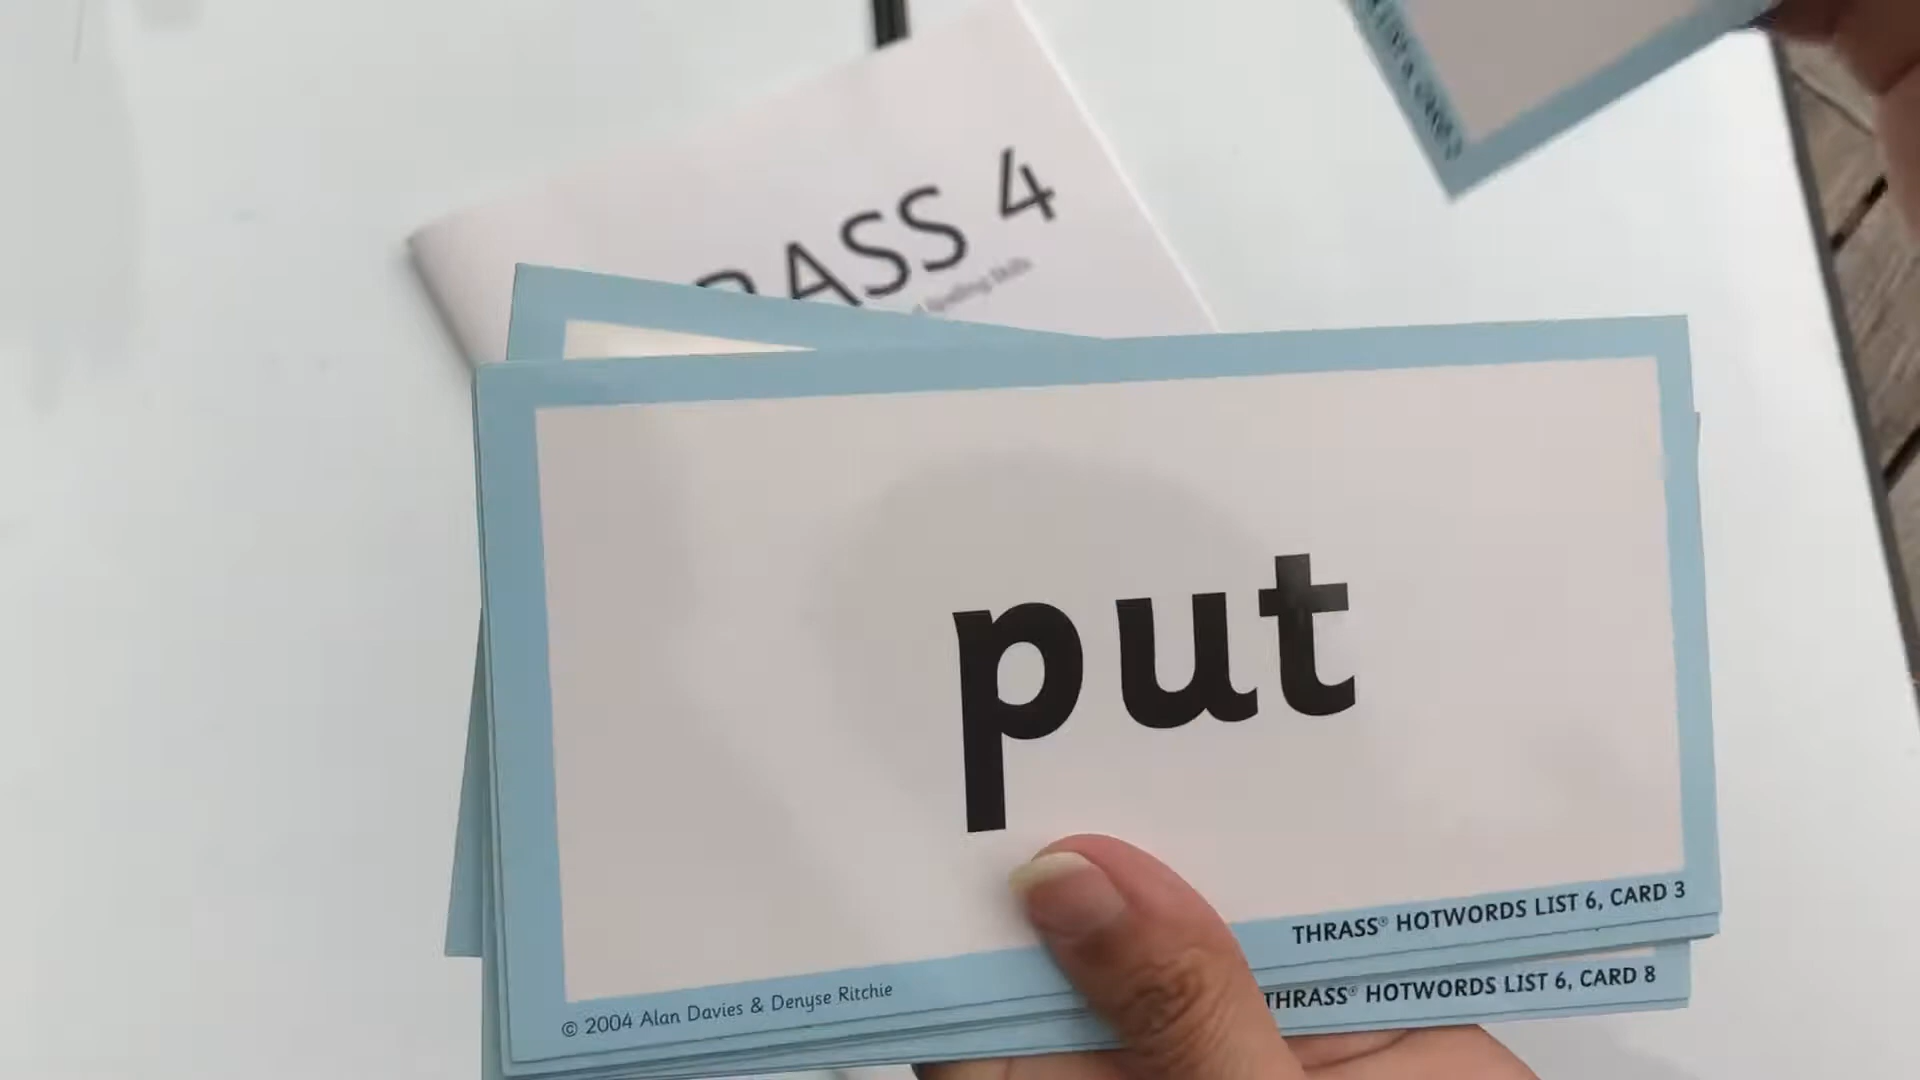 ASS 4
put
THRASS® HOTWORDS LIST 6, CARD 3
© 2004 Alan Davies & Denyse Ritchie
THRASS® HOTWORDS LIST 6, CARD 8